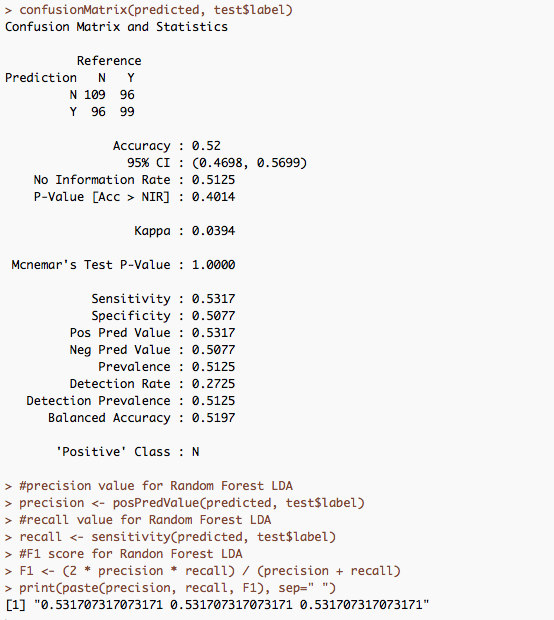 > confusionMatrix(predicted, test$label)
Confusion Matrix and Statistics
Reference
Prediction N Y
N 109 96
Y 96 99
Accuracy : 0.52
95% CI : (0.4698, 0.5699)
No Information Rate : 0.5125
P-Value [Acc > NIR] : 0.4014
Kappa : 0.0394
Mcnemar's Test P-Value : 1.0000
Sensitivity : 0.5317
Specificity : 0.5077
Pos Pred Value : 0.5317
Neg Pred Value : 0.5077
Prevalence : 0.5125
Detection Rate : 0.2725
Detection Prevalence : 0.5125
Balanced Accuracy : 0.5197
'Positive' Class : N
> #precision value for Random Forest LDA
> precision <- posPredValue(predicted, test$label)
> #recall value for Random Forest LDA
> recall <- sensitivity(predicted, test$label)
> #F1 score for Randon Forest LDA
> F1 <- (2 * precision * recall) / (precision + recall)
> print(paste(precision, recall, F1), sep=" ")
[1] "0.531707317073171 0.531707317073171 0.531707317073171"